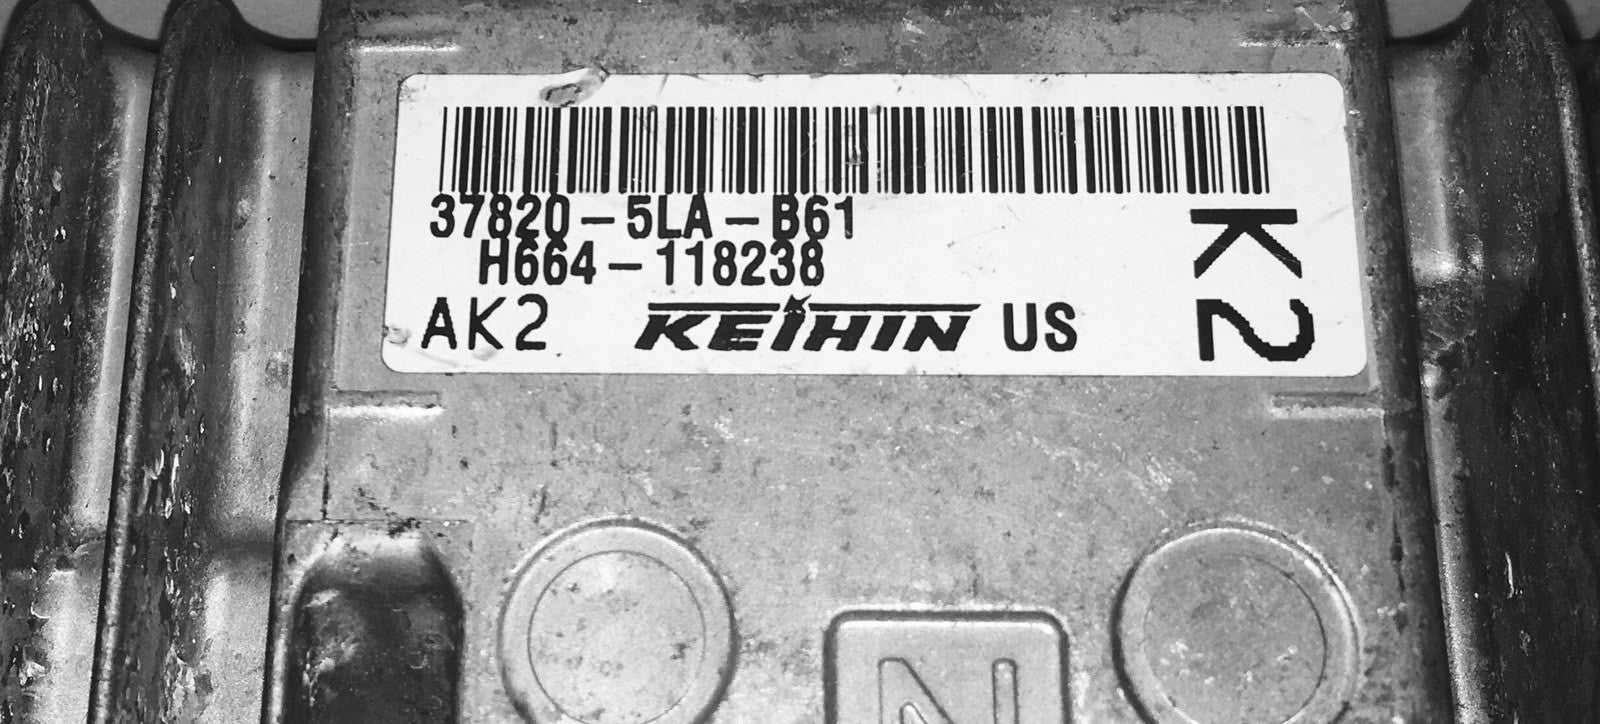 37820-5LA-B61
H664-118238
AK2 KEIHIN US
K2
N